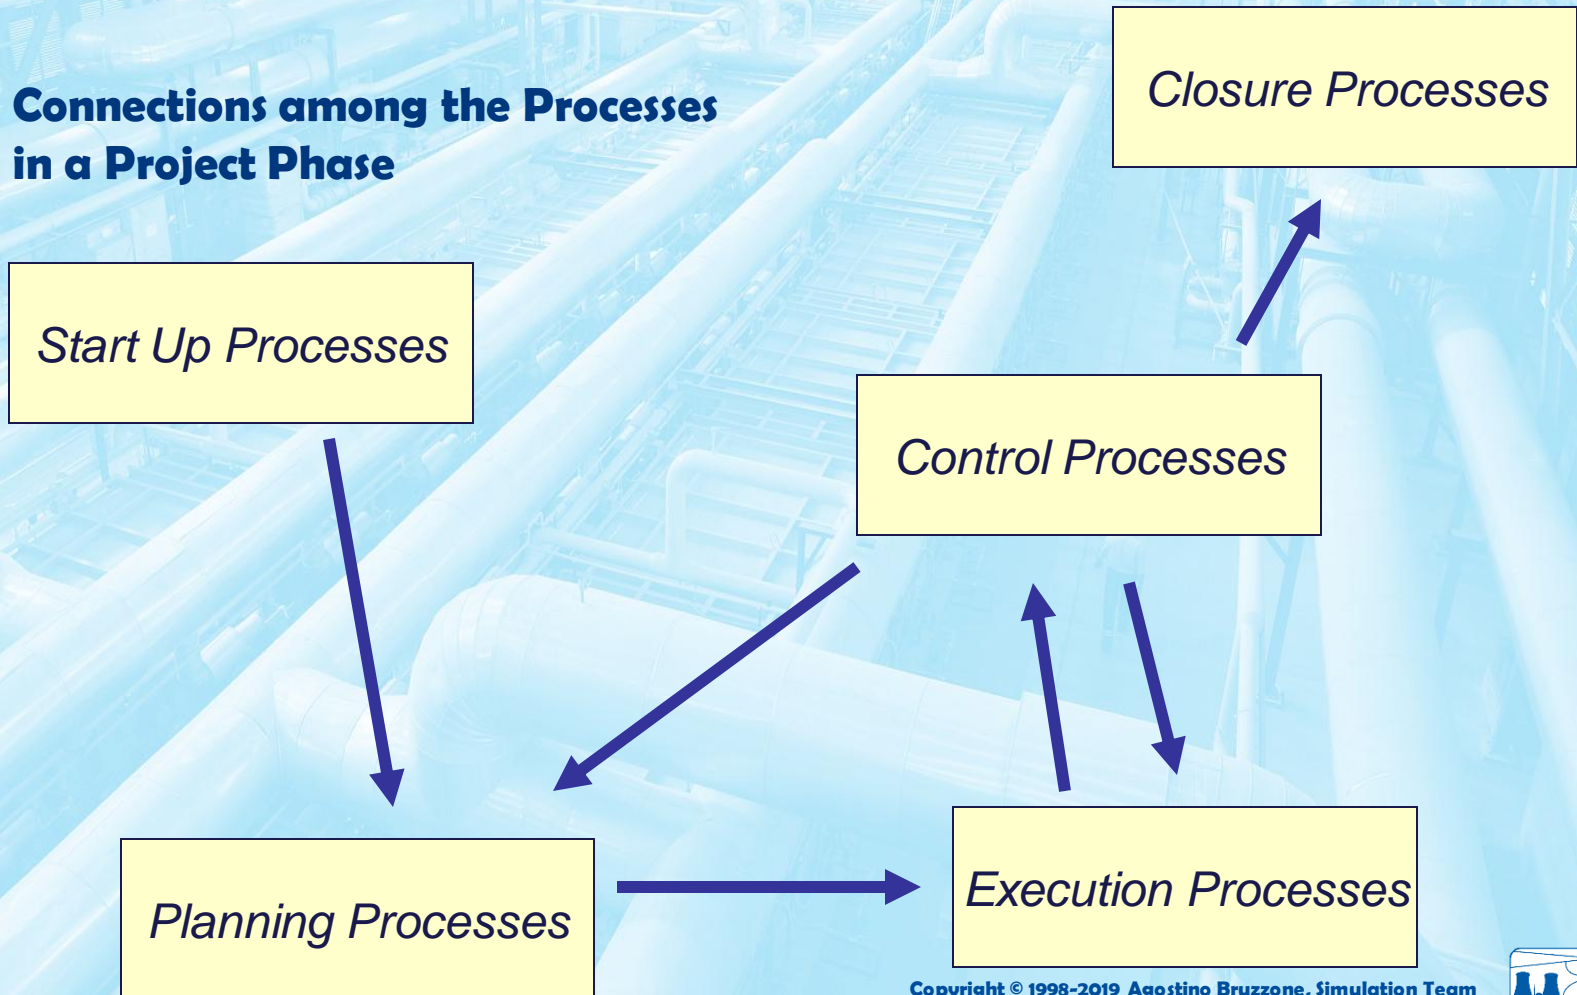 Connections among the Processes
in a Project Phase
Closure Processes
Start Up Processes
Control Processes
Planning Processes
Execution Processes
Copyright © 1998-2019 Agostino Bruzzone, Simulation Team